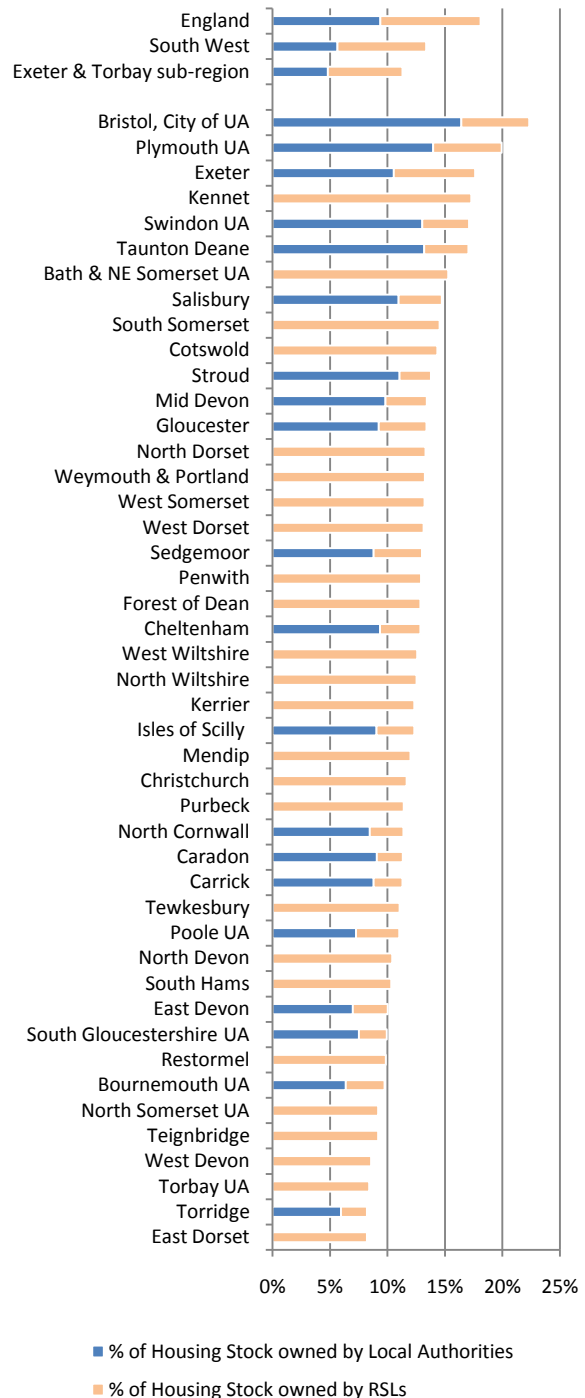 England
South West
Exeter & Torbay sub-region
Bristol, City of UA
Plymouth UA
Exeter
Kennet
Swindon UA
Taunton Deane
Bath & NE Somerset UA
Salisbury
South Somerset
Cotswold
Stroud
Mid Devon
Gloucester
North Dorset
Weymouth & Portland
West Somerset
West Dorset
Sedgemoor
Penwith
Forest of Dean
Cheltenham
West Wiltshire
North Wiltshire
Kerrier
Isles of Scilly
Mendip
Christchurch
Purbeck
North Cornwall
Caradon
Carrick
Tewkesbury
Poole UA
North Devon
South Hams
East Devon
South Gloucestershire UA
Restormel
Bournemouth UA
North Somerset UA
Teignbridge
West Devon
Torbay UA
Torridge
East Dorset
0% 5% 10% 15% 20% 25%
% of Housing Stock owned by Local Authorities
% of Housing Stock owned by RSLs